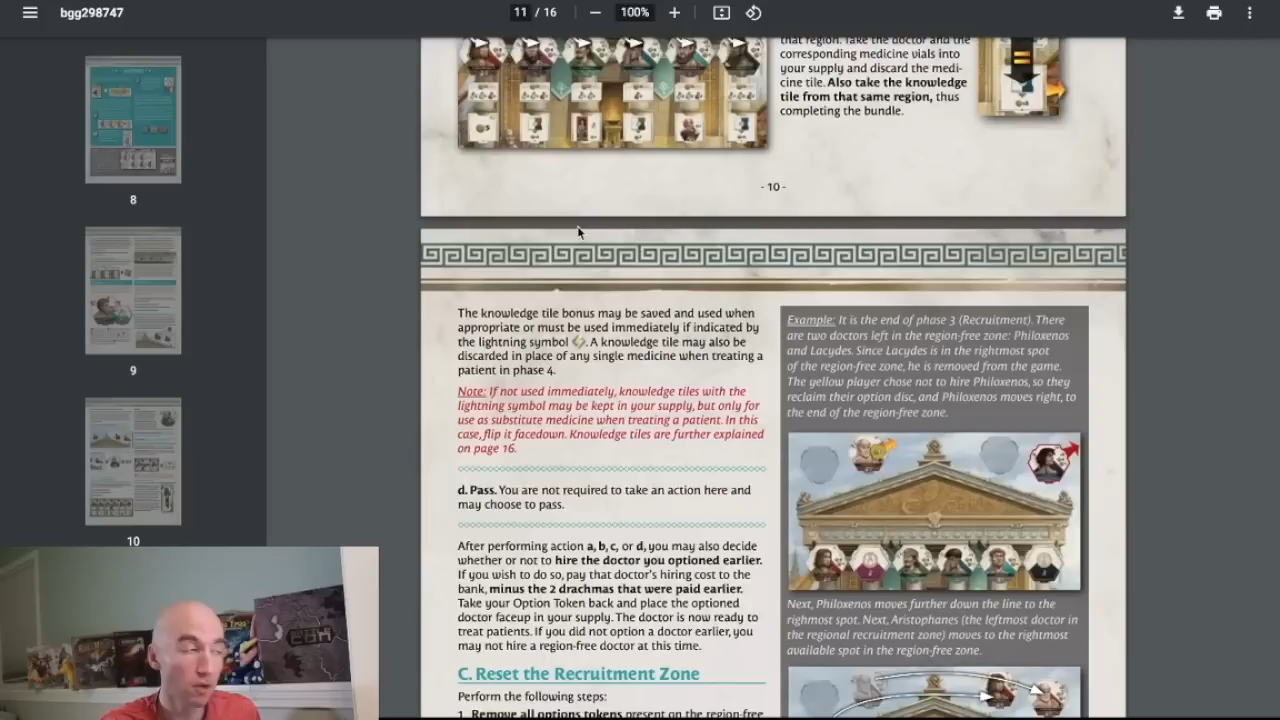 bgg298747
11 / 16
100%
8
9
10
that region. Take the doctor and the
corresponding medicine vials into
your supply and discard the medi-
cine tile. Also take the knowledge
tile from that same region, thus
completing the bundle.
- 10 -
The knowledge tile bonus may be saved and used when
appropriate or must be used immediately if indicated by
the lightning symbol . A knowledge tile may also be
discarded in place of any single medicine when treating a
patient in phase 4.
Note: If not used immediately, knowledge tiles with the
lightning symbol may be kept in your supply, but only for
use as substitute medicine when treating a patient. In this
case, flip it facedown. Knowledge tiles are further explained
on page 16.
d. Pass. You are not required to take an action here and
may choose to pass.
After performing action a, b, c, or d, you may also decide
whether or not to hire the doctor you optioned earlier.
If you wish to do so, pay that doctor's hiring cost to the
bank, minus the 2 drachmas that were paid earlier.
Take your Option Token back and place the optioned
doctor faceup in your supply. The doctor is now ready to
treat patients. If you did not option a doctor earlier, you
may not hire a region-free doctor at this time.
C. Reset the Recruitment Zone
Perform the following steps:
1. Remove all options tokens present on the region-free
Example: It is the end of phase 3 (Recruitment). There
are two doctors left in the region-free zone: Philoxenos
and Lacydes. Since Lacydes is in the rightmost spot
of the region-free zone, he is removed from the game.
The yellow player chose not to hire Philoxenos, so they
reclaim their option disc, and Philoxenos moves right, to
the end of the region-free zone.
Next, Philoxenos moves further down the line to the
righmost spot. Next, Aristophanes (the leftmost doctor in
the regional recruitment zone) moves to the rightmost
available spot in the region-free zone.